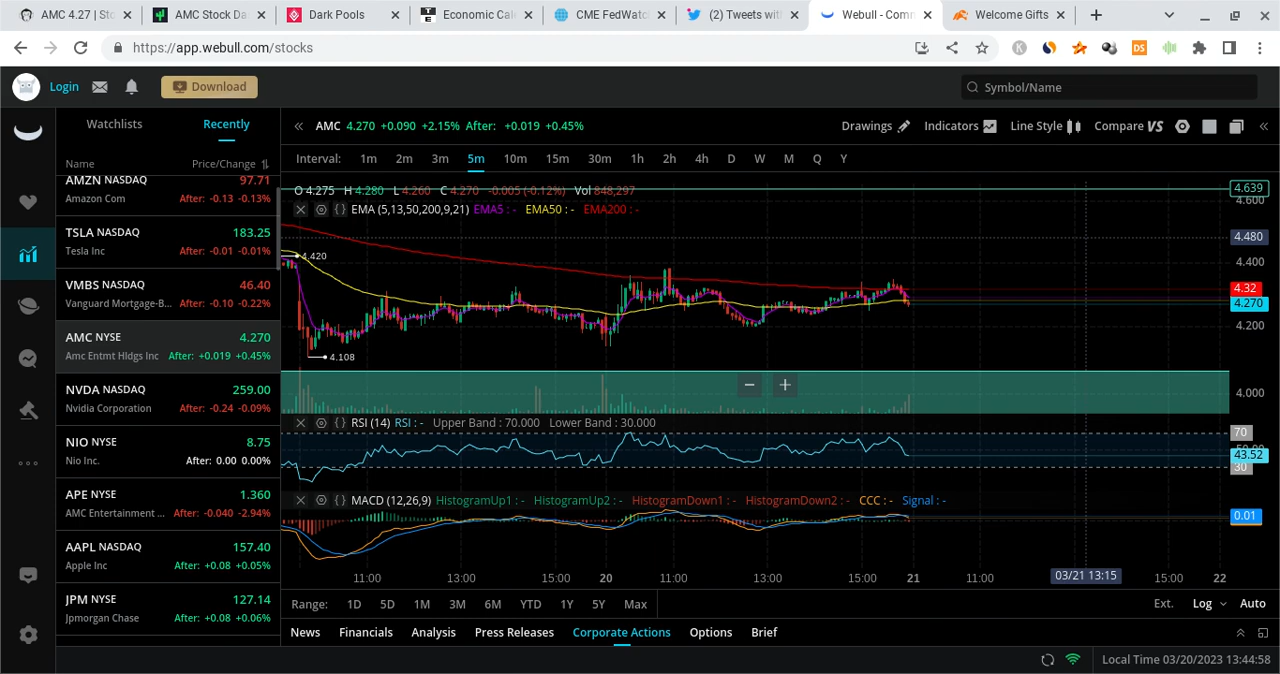 AMC 4.27 | Sto
AMC Stock Da
Dark Pools
Economic Cale
CME FedWatch
(2) Tweets with
Webull - Comm
Welcome Gifts
https://app.webull.com/stocks
Login
Download
Symbol/Name
Watchlists
Recently
AMC 4.270 +0.090 +2.15% After: +0.019 +0.45%
Drawings
Indicators
Line Style
Compare VS
Name
Price/Change
Interval: 1m 2m 3m 5m 10m 15m 30m 1h 2h 4h D W M Q Y
AMZN NASDAQ 97.71
Amazon Com After: -0.13 -0.13%
TSLA NASDAQ 183.25
Tesla Inc After: -0.01 -0.01%
VMBS NASDAQ 46.40
Vanguard Mortgage-B... After: -0.10 -0.22%
AMC NYSE 4.270
Amc Entmt Hldgs Inc After: +0.019 +0.45%
NVDA NASDAQ 259.00
Nvidia Corporation After: -0.24 -0.09%
NIO NYSE 8.75
Nio Inc. After: 0.00 0.00%
APE NYSE 1.360
AMC Entertainment ... After: -0.040 -2.94%
AAPL NASDAQ 157.40
Apple Inc After: +0.08 +0.05%
JPM NYSE 127.14
Jpmorgan Chase After: +0.08 +0.06%
O 4.275 H 4.280 L 4.260 C 4.270 -0.005 (-0.12%) Vol 848,297
EMA (5,13,50,200,9,21) EMA5 : - EMA50 : - EMA200 : -
4.420
4.108
4.639
4.600
4.480
4.400
4.32
4.270
4.200
4.000
RSI (14) RSI : - Upper Band : 70.000 Lower Band : 30.000
70
43.52
30
MACD (12,26,9) HistogramUp1 : - HistogramUp2 : - HistogramDown1 : - HistogramDown2 : - CCC : - Signal : -
0.01
11:00 13:00 15:00 20 11:00 13:00 15:00 21 11:00 03/21 13:15 15:00 22
Range: 1D 5D 1M 3M 6M YTD 1Y 5Y Max
Ext. Log Auto
News Financials Analysis Press Releases Corporate Actions Options Brief
Local Time 03/20/2023 13:44:58